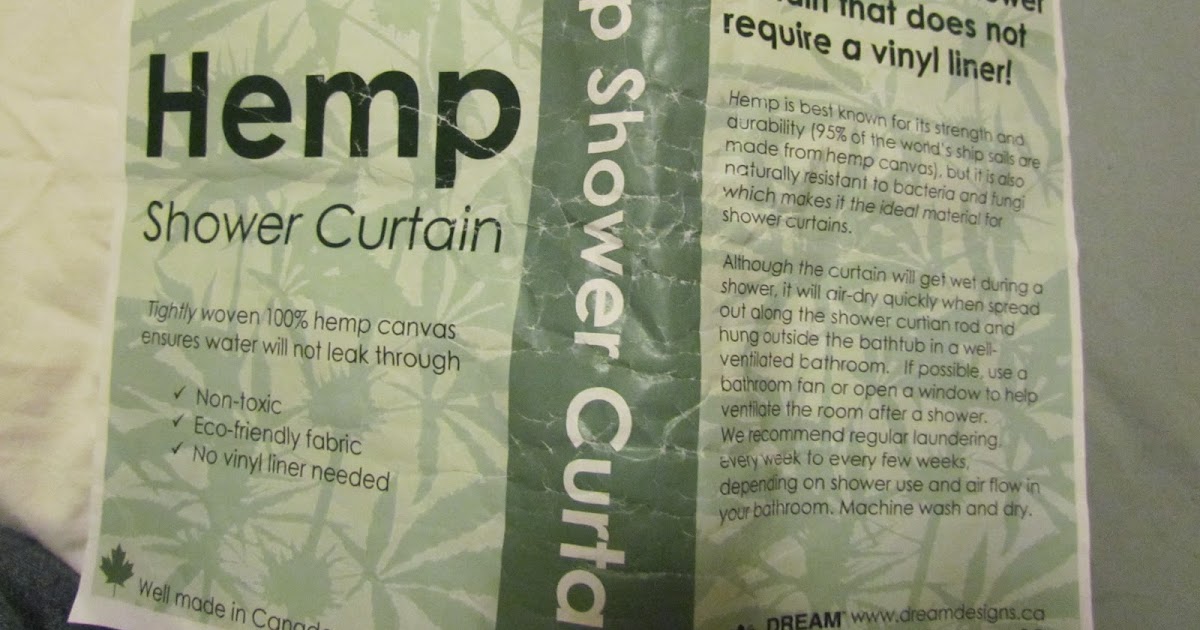 Hemp
Shower Curtain
Tightly woven 100% hemp canvas
ensures water will not leak through
✓ Non-toxic
✓ Eco-friendly fabric
✓ No vinyl liner needed
Well made in
p Shower Curta
that does not
require a vinyl liner!
Hemp is best known for its strength and
durability (95% of the world's ship sails are
made from hemp canvas), but it is also
naturally resistant to bacteria and fungi
which makes it the ideal material for
shower curtains.
Although the curtain will get wet during a
shower, it will air-dry quickly when spread
out along the shower curtian rod and
hung outside the bathtub in a well-
ventilated bathroom. If possible, use a
bathroom fan or open a window to help
ventilate the room after a shower.
We recommend regular laundering,
every week to every few weeks,
depending on shower use and air flow in
your bathroom. Machine wash and dry.
DREAM www.dreamdesigns.ca